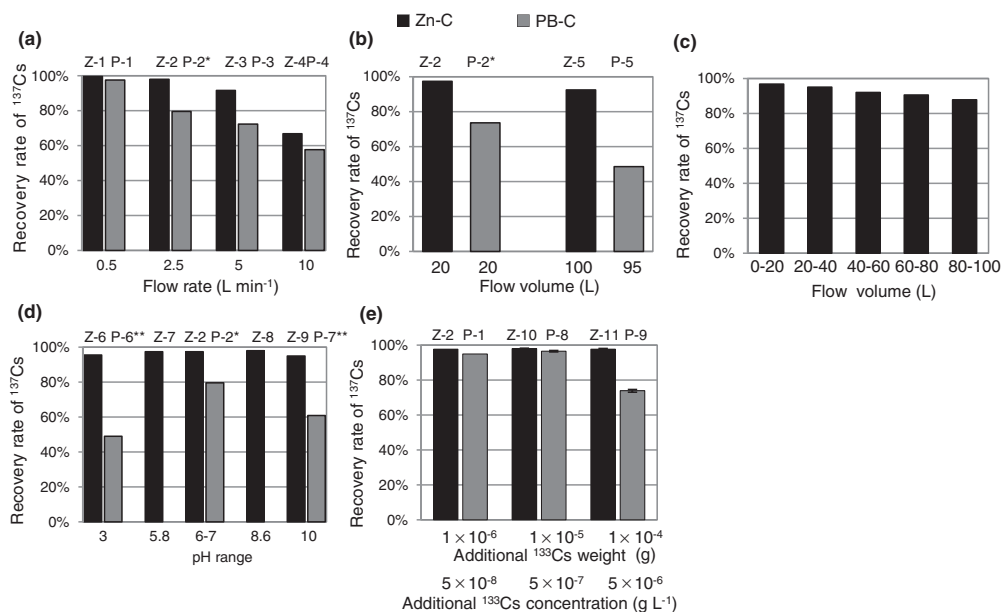 Zn-C PB-C
(a)
Z-1 P-1 Z-2 P-2* Z-3 P-3 Z-4P-4
Recovery rate of ¹³⁷Cs
100%
80%
60%
40%
20%
0%
0.5 2.5 5 10
Flow rate (L min⁻¹)
(b)
Z-2 P-2* Z-5 P-5
Recovery rate of ¹³⁷Cs
100%
80%
60%
40%
20%
0%
20 20 100 95
Flow volume (L)
(c)
Recovery rate of ¹³⁷Cs
100%
80%
60%
40%
20%
0%
0-20 20-40 40-60 60-80 80-100
Flow volume (L)
(d)
Z-6 P-6** Z-7 Z-2 P-2* Z-8 Z-9 P-7**
Recovery rate of ¹³⁷Cs
100%
80%
60%
40%
20%
0%
3 5.8 6-7 8.6 10
pH range
(e)
Z-2 P-1 Z-10 P-8 Z-11 P-9
Recovery rate of ¹³⁷Cs
100%
80%
60%
40%
20%
0%
1 × 10⁻⁶ 1 × 10⁻⁵ 1 × 10⁻⁴
Additional ¹³³Cs weight (g)
5 × 10⁻⁸ 5 × 10⁻⁷ 5 × 10⁻⁶
Additional ¹³³Cs concentration (g L⁻¹)